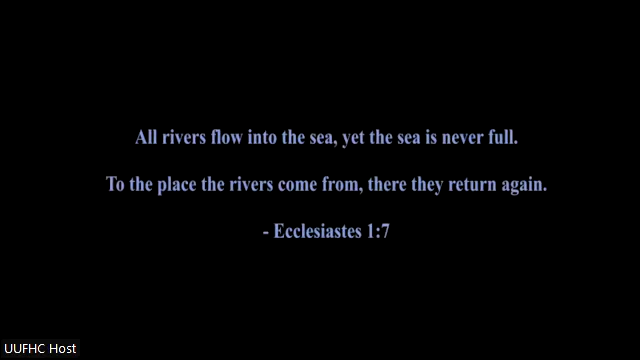 All rivers flow into the sea, yet the sea is never full.
To the place the rivers come from, there they return again.
- Ecclesiastes 1:7
UUFHC Host